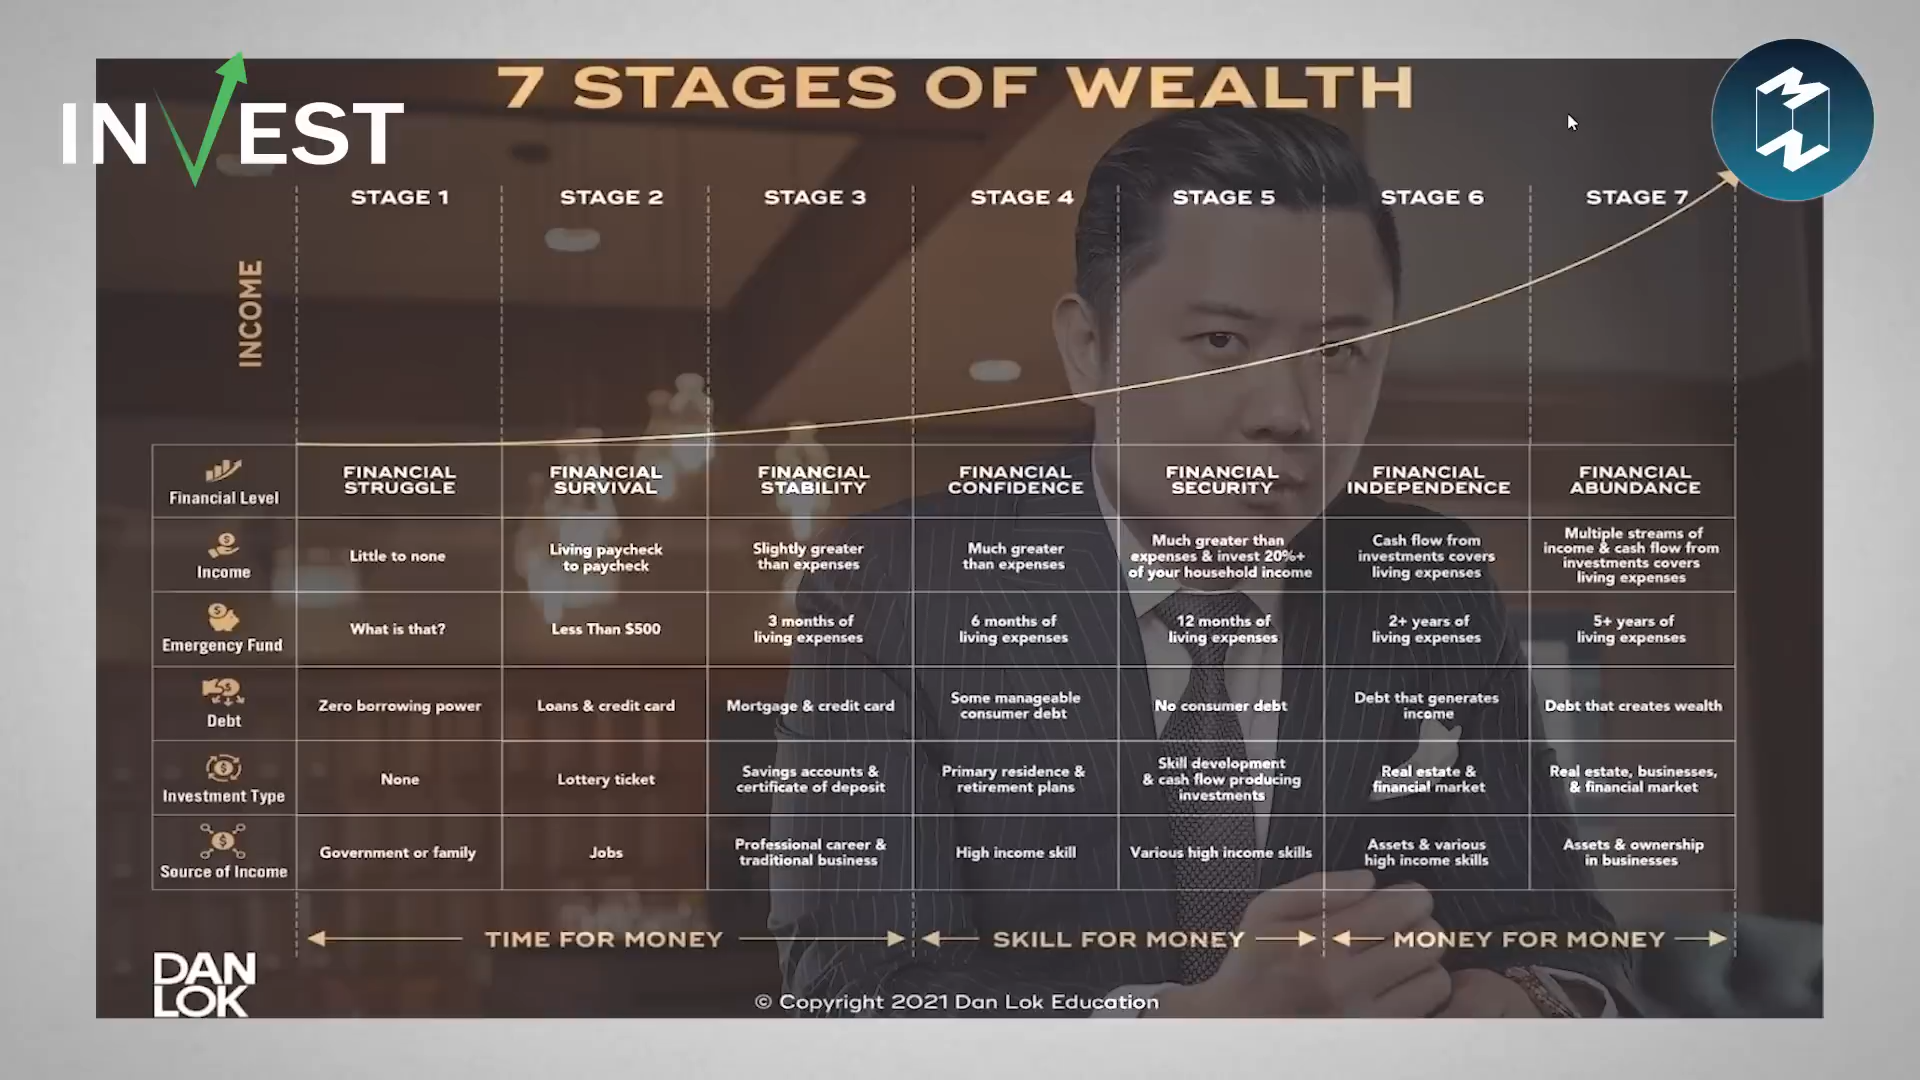 7 STAGES OF WEALTH
INVEST
STAGE 1
STAGE 2
STAGE 3
STAGE 4
STAGE 5
STAGE 6
STAGE 7
INCOME
Financial Level
FINANCIAL
STRUGGLE
FINANCIAL
SURVIVAL
FINANCIAL
STABILITY
FINANCIAL
CONFIDENCE
FINANCIAL
SECURITY
FINANCIAL
INDEPENDENCE
FINANCIAL
ABUNDANCE
Income
Little to none
Living paycheck
to paycheck
Slightly greater
than expenses
Much greater
than expenses
Much greater than
expenses & invest 20%+
of your household income
Cash flow from
investments covers
living expenses
Multiple streams of
income & cash flow from
investments covers
living expenses
Emergency Fund
What is that?
Less Than $500
3 months of
living expenses
6 months of
living expenses
12 months of
living expenses
2+ years of
living expenses
5+ years of
living expenses
Debt
Zero borrowing power
Loans & credit card
Mortgage & credit card
Some manageable
consumer debt
No consumer debt
Debt that generates
income
Debt that creates wealth
Investment Type
None
Lottery ticket
Savings accounts &
certificate of deposit
Primary residence &
retirement plans
Skill development
& cash flow producing
investments
Real estate &
financial market
Real estate, businesses,
& financial market
Source of Income
Government or family
Jobs
Professional career &
traditional business
High income skill
Various high income skills
Assets & various
high income skills
Assets & ownership
in businesses
TIME FOR MONEY
SKILL FOR MONEY
MONEY FOR MONEY
DAN
LOK
© Copyright 2021 Dan Lok Education